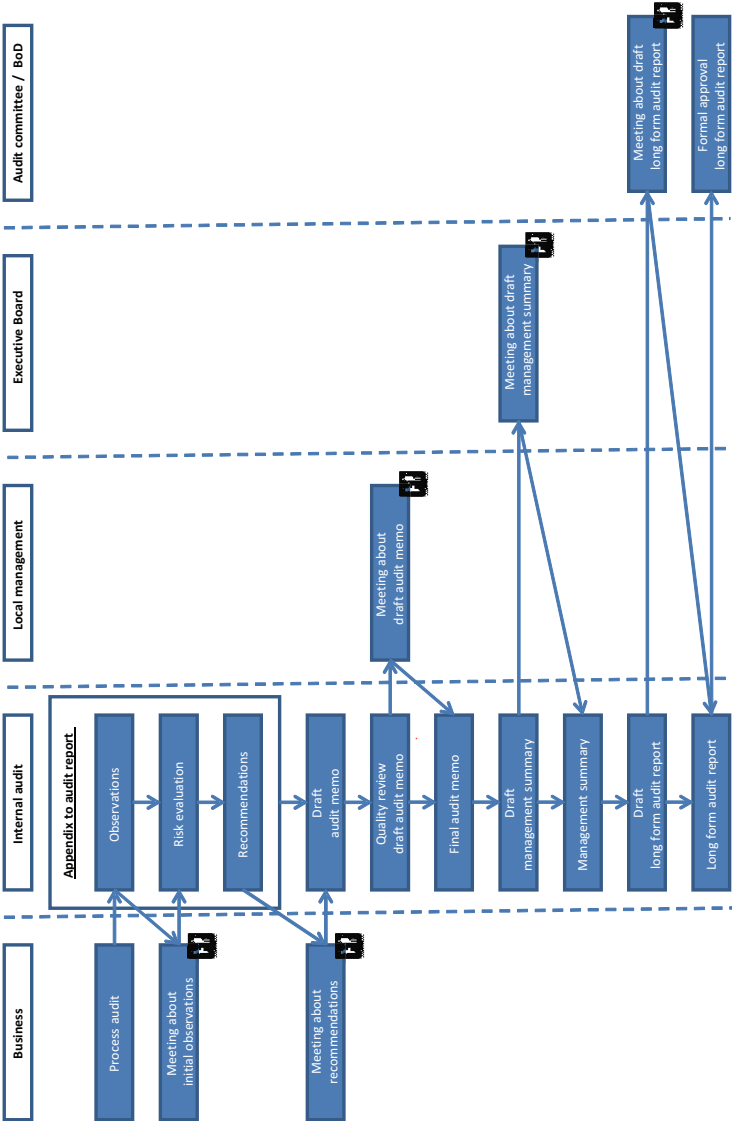 Business
Internal audit
Local management
Executive Board
Audit committee / BoD
Appendix to audit report
Process audit
Observations
Meeting about
initial observations
Risk evaluation
Recommendations
Meeting about
recommendations
Draft
audit memo
Quality review
draft audit memo
Meeting about
draft audit memo
Final audit memo
Draft
management summary
Meeting about draft
management summary
Management summary
Draft
long form audit report
Meeting about draft
long form audit report
Long form audit report
Formal approval
long form audit report